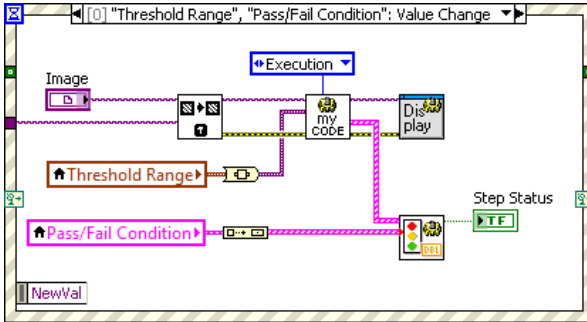 [0] "Threshold Range", "Pass/Fail Condition": Value Change
Execution
Image
my
CODE
Dis
play
Threshold Range
Step Status
TF
Pass/Fail Condition
DBL
NewVal